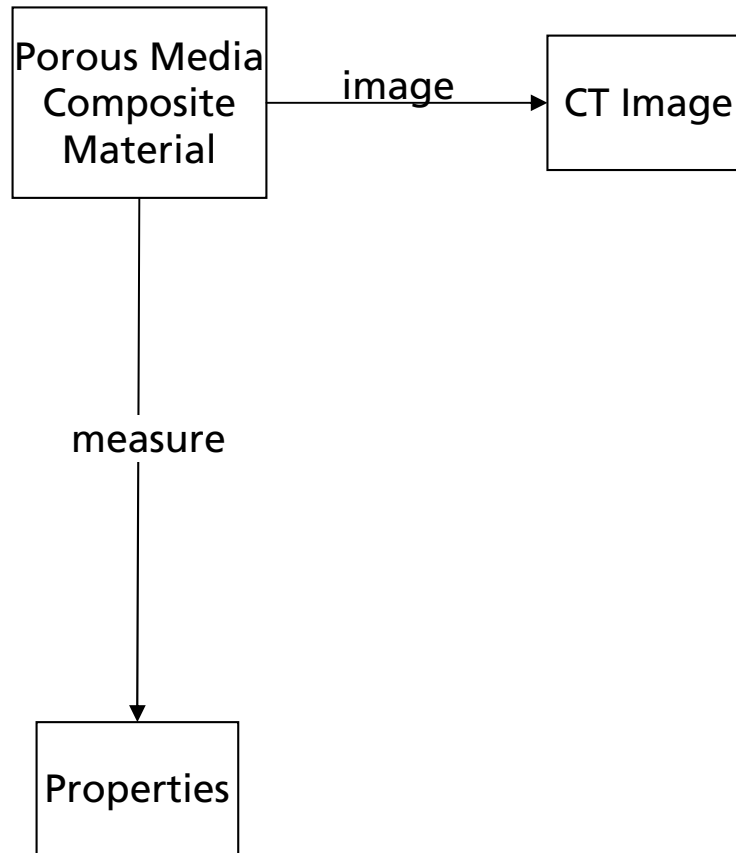 Porous Media
Composite
Material
image
CT Image
measure
Properties